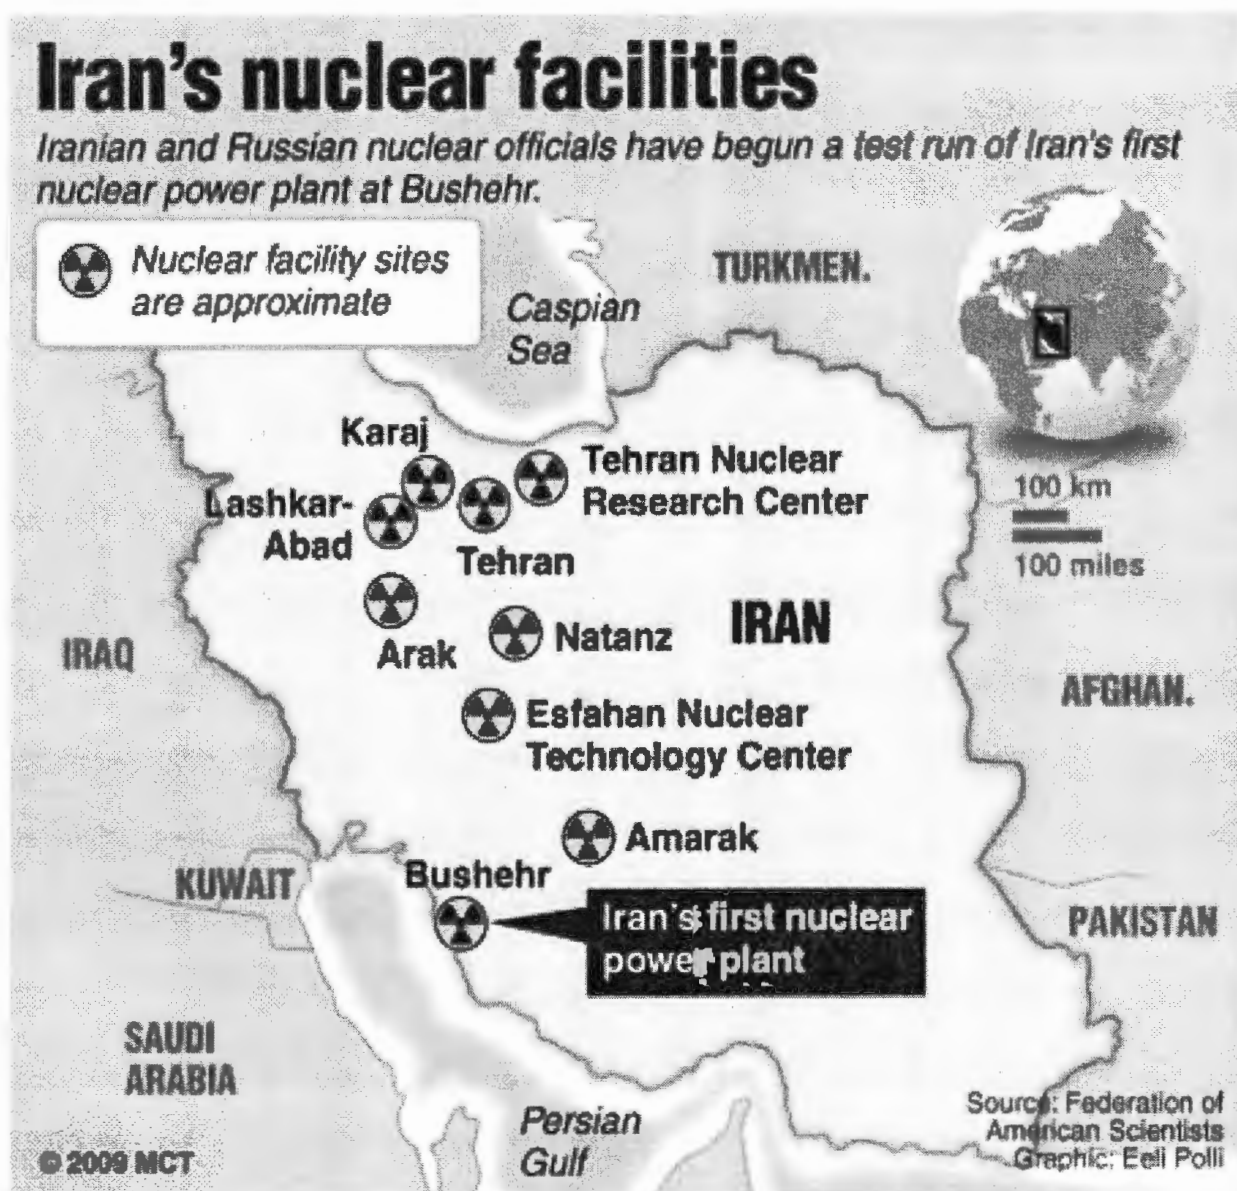 Iran's nuclear facilities
Iranian and Russian nuclear officials have begun a test run of Iran's first
nuclear power plant at Bushehr.
Nuclear facility sites
are approximate
TURKMEN.
Caspian
Sea
Karaj
Tehran Nuclear
Research Center
Lashkar-
Abad
Tehran
100 km
100 miles
Arak
Natanz
IRAN
IRAQ
AFGHAN.
Esfahan Nuclear
Technology Center
Amarak
KUWAIT
Bushehr
Iran's first nuclear
power plant
PAKISTAN
SAUDI
ARABIA
Persian
Gulf
Source: Federation of
American Scientists
Graphic: Eeli Polli
© 2009 MCT